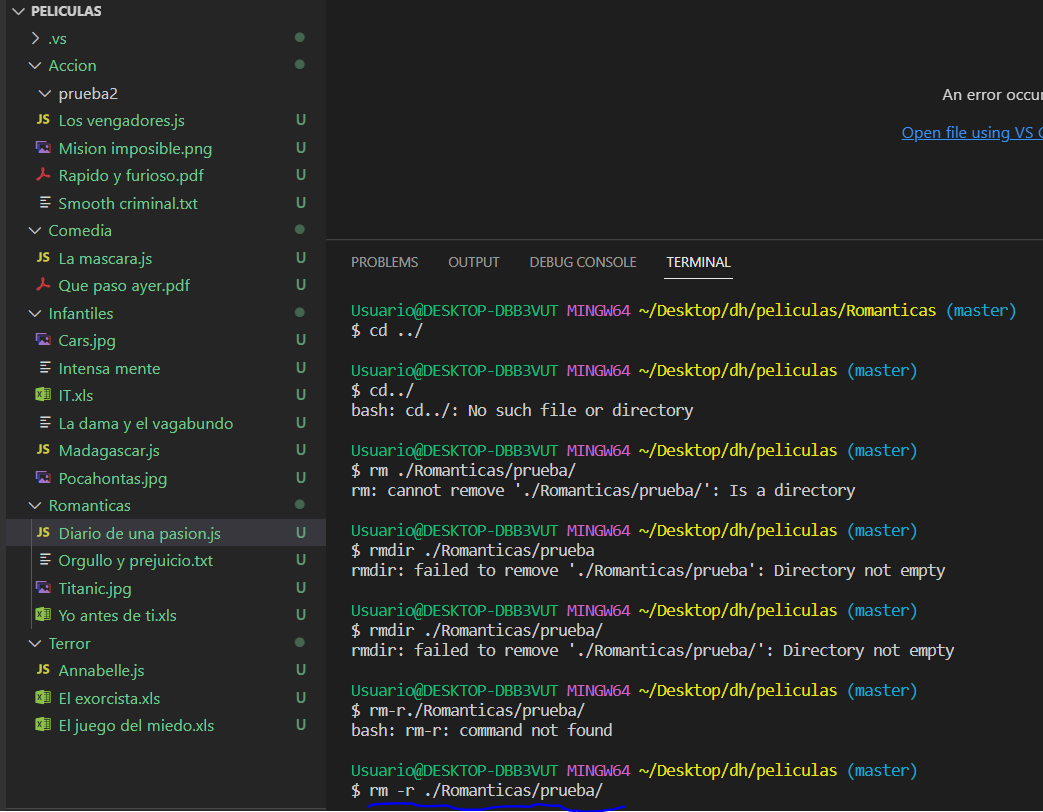 PELICULAS
.vs
Accion
prueba2
JS Los vengadores.js U
Mision imposible.png U
Rapido y furioso.pdf U
Smooth criminal.txt U
Comedia
JS La mascara.js U
Que paso ayer.pdf U
Infantiles
Cars.jpg U
Intensa mente U
IT.xls U
La dama y el vagabundo U
JS Madagascar.js U
Pocahontas.jpg U
Romanticas
JS Diario de una pasion.js U
Orgullo y prejuicio.txt U
Titanic.jpg U
Yo antes de ti.xls U
Terror
JS Annabelle.js U
El exorcista.xls U
El juego del miedo.xls U
An error occu
Open file using VS
PROBLEMS OUTPUT DEBUG CONSOLE TERMINAL
Usuario@DESKTOP-DBB3VUT MINGW64 ~/Desktop/dh/peliculas/Romanticas (master)
$ cd ../
Usuario@DESKTOP-DBB3VUT MINGW64 ~/Desktop/dh/peliculas (master)
$ cd../
bash: cd../: No such file or directory
Usuario@DESKTOP-DBB3VUT MINGW64 ~/Desktop/dh/peliculas (master)
$ rm ./Romanticas/prueba/
rm: cannot remove './Romanticas/prueba/': Is a directory
Usuario@DESKTOP-DBB3VUT MINGW64 ~/Desktop/dh/peliculas (master)
$ rmdir ./Romanticas/prueba
rmdir: failed to remove './Romanticas/prueba': Directory not empty
Usuario@DESKTOP-DBB3VUT MINGW64 ~/Desktop/dh/peliculas (master)
$ rmdir ./Romanticas/prueba/
rmdir: failed to remove './Romanticas/prueba/': Directory not empty
Usuario@DESKTOP-DBB3VUT MINGW64 ~/Desktop/dh/peliculas (master)
$ rm-r./Romanticas/prueba/
bash: rm-r: command not found
Usuario@DESKTOP-DBB3VUT MINGW64 ~/Desktop/dh/peliculas (master)
$ rm -r ./Romanticas/prueba/